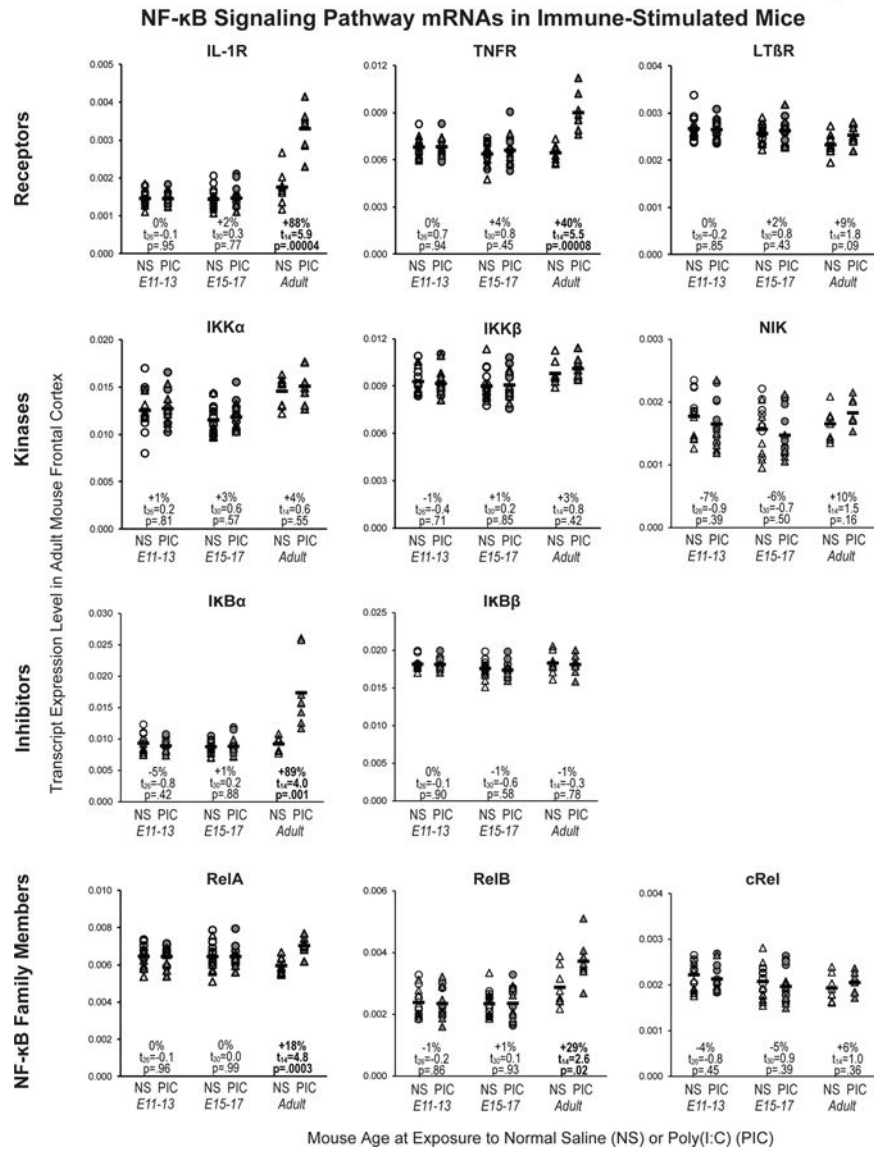 NF-κB Signaling Pathway mRNAs in Immune-Stimulated Mice
Receptors
Kinases
Inhibitors
NF-κB Family Members
Transcript Expression Level in Adult Mouse Frontal Cortex
IL-1R
0.005
0.004
0.003
0.002
0.001
0.000
0% +2% +88%
t26=-0.1 t30=0.3 t14=5.9
p=.95 p=.77 p=.00004
NS PIC NS PIC NS PIC
E11-13 E15-17 Adult
TNFR
0.012
0.009
0.006
0.003
0.000
0% +4% +40%
t26=0.7 t30=0.8 t14=5.5
p=.94 p=.45 p=.00008
NS PIC NS PIC NS PIC
E11-13 E15-17 Adult
LTßR
0.004
0.003
0.002
0.001
0.000
0% +2% +9%
t26=-0.2 t30=0.8 t14=1.8
p=.85 p=.43 p=.09
NS PIC NS PIC NS PIC
E11-13 E15-17 Adult
IKKα
0.020
0.015
0.010
0.005
0.000
+1% +3% +4%
t26=0.2 t30=0.6 t14=0.6
p=.81 p=.57 p=.55
NS PIC NS PIC NS PIC
E11-13 E15-17 Adult
IKKβ
0.012
0.009
0.006
0.003
0.000
-1% +1% +3%
t26=-0.4 t30=0.2 t14=0.8
p=.71 p=.85 p=.42
NS PIC NS PIC NS PIC
E11-13 E15-17 Adult
NIK
0.003
0.002
0.001
0.000
-7% -6% +10%
t26=-0.9 t30=-0.7 t14=1.5
p=.39 p=.50 p=.16
NS PIC NS PIC NS PIC
E11-13 E15-17 Adult
IκBα
0.030
0.025
0.020
0.015
0.010
0.005
0.000
-5% +1% +89%
t26=-0.8 t30=0.2 t14=4.0
p=.42 p=.88 p=.001
NS PIC NS PIC NS PIC
E11-13 E15-17 Adult
IκBβ
0.025
0.020
0.015
0.010
0.005
0.000
0% -1% -1%
t26=-0.1 t30=-0.6 t14=-0.3
p=.90 p=.58 p=.78
NS PIC NS PIC NS PIC
E11-13 E15-17 Adult
RelA
0.010
0.008
0.006
0.004
0.002
0.000
0% 0% +18%
t26=-0.1 t30=0.0 t14=4.8
p=.96 p=.99 p=.0003
NS PIC NS PIC NS PIC
E11-13 E15-17 Adult
RelB
0.006
0.004
0.002
0.000
-1% +1% +29%
t26=-0.2 t30=0.1 t14=2.6
p=.86 p=.93 p=.02
NS PIC NS PIC NS PIC
E11-13 E15-17 Adult
cRel
0.004
0.003
0.002
0.001
0.000
-4% -5% +6%
t26=-0.8 t30=0.9 t14=1.0
p=.45 p=.39 p=.36
NS PIC NS PIC NS PIC
E11-13 E15-17 Adult
Mouse Age at Exposure to Normal Saline (NS) or Poly(I:C) (PIC)